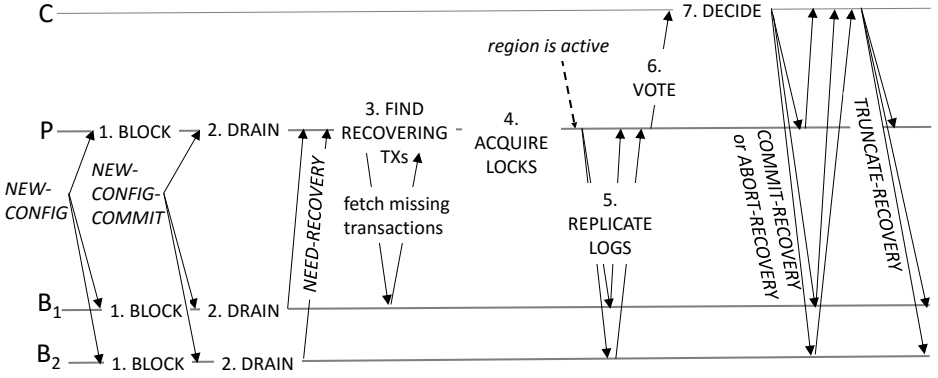 C
7. DECIDE
region is active
6.
VOTE
P
1. BLOCK
2. DRAIN
3. FIND
RECOVERING
TXs
4.
ACQUIRE
LOCKS
NEW-
CONFIG
NEW-
CONFIG-
COMMIT
NEED-RECOVERY
fetch missing
transactions
5.
REPLICATE
LOGS
COMMIT-RECOVERY
or ABORT-RECOVERY
TRUNCATE-RECOVERY
B1
1. BLOCK
2. DRAIN
B2
1. BLOCK
2. DRAIN